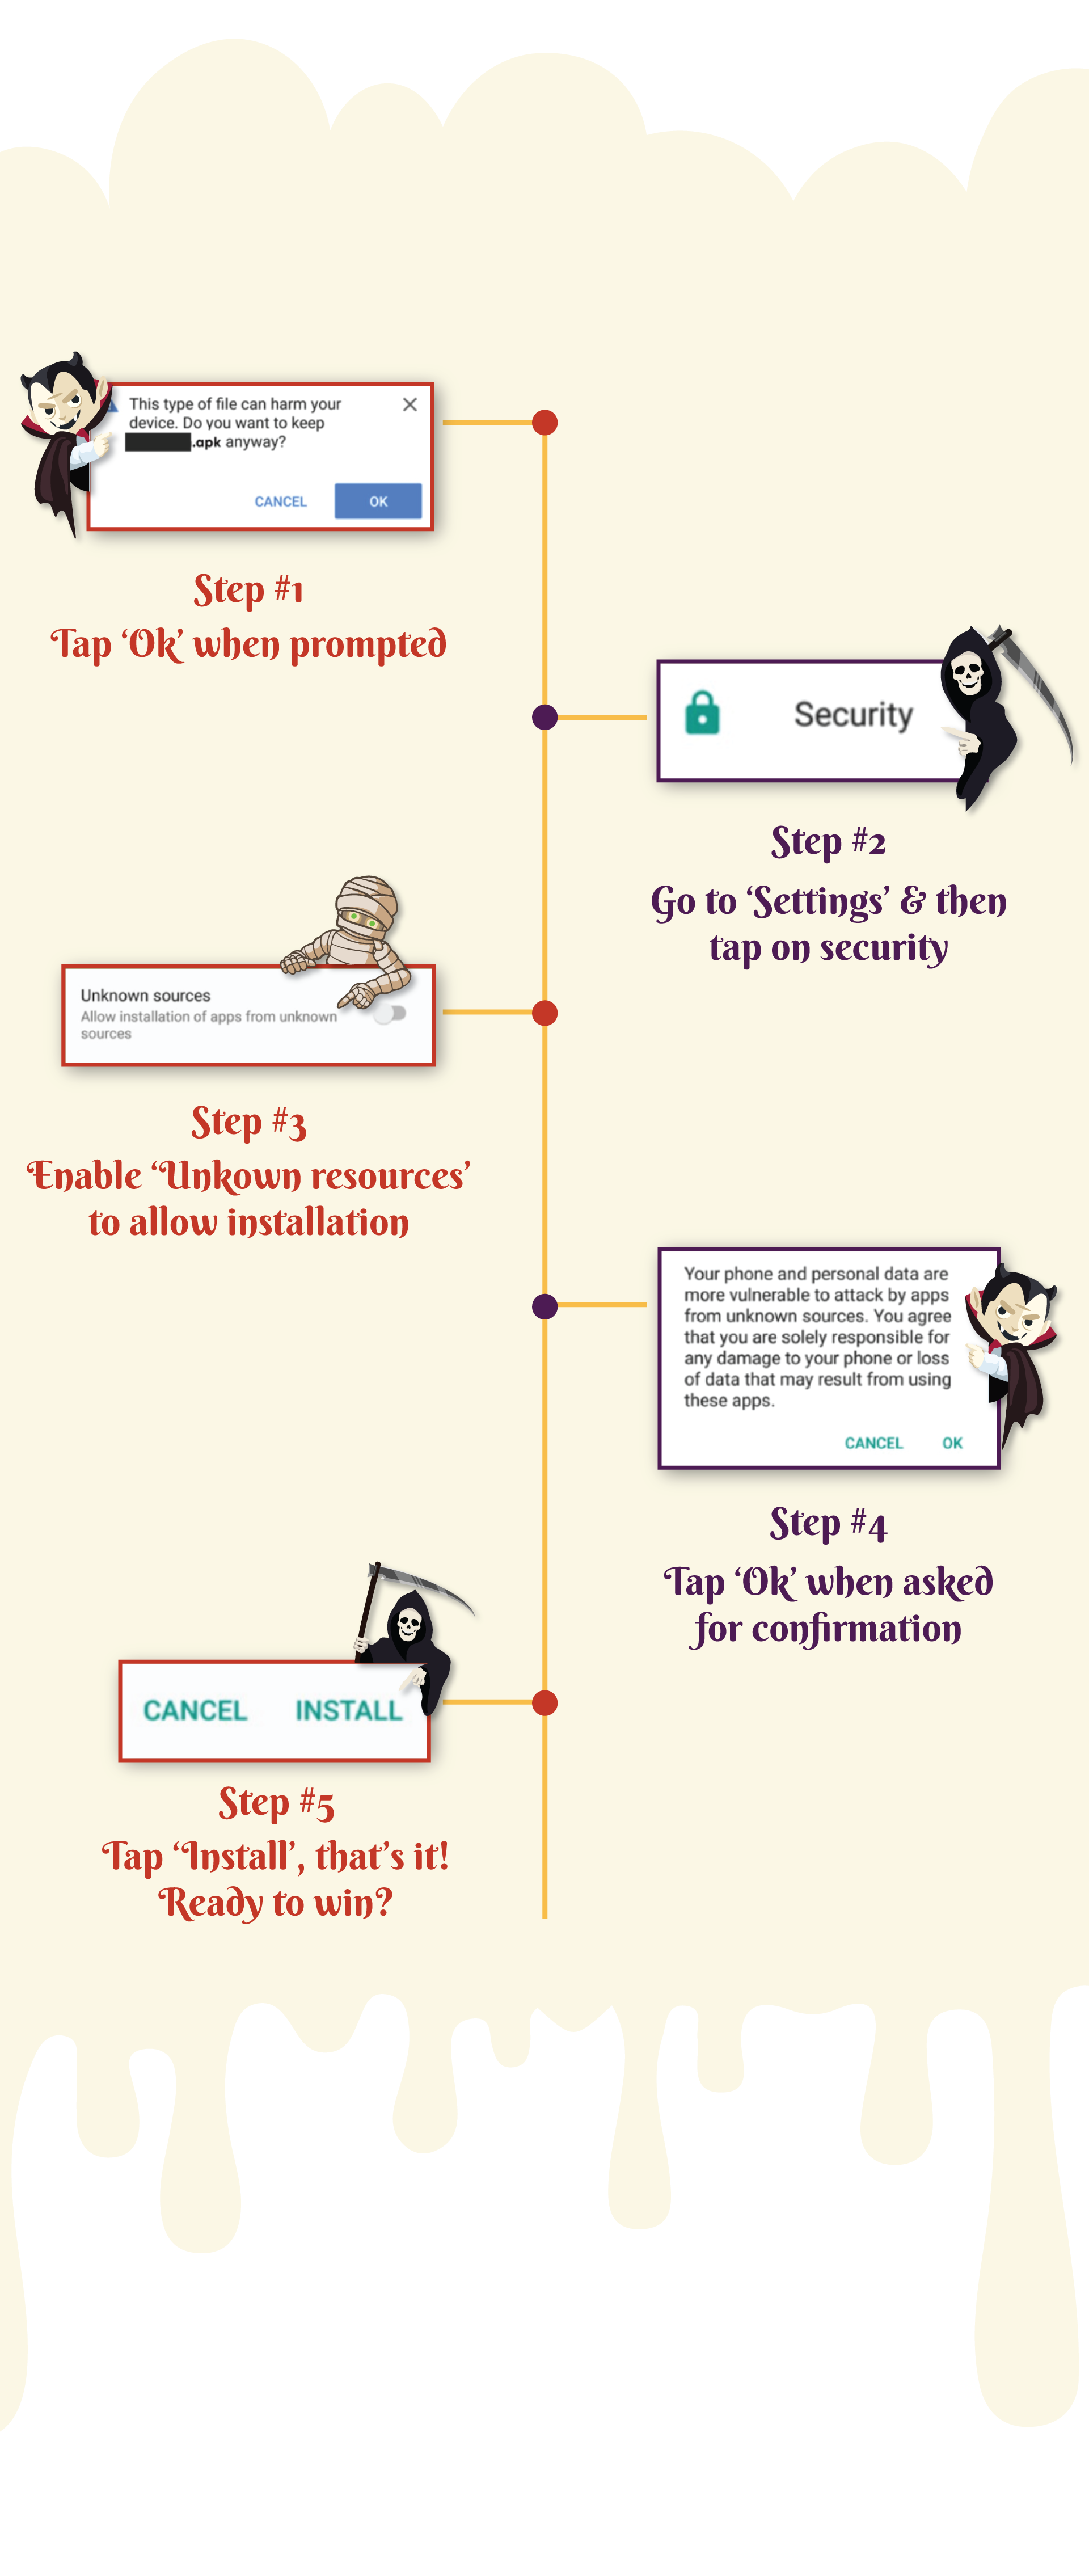 This type of file can harm your
device. Do you want to keep
.apk anyway?
CANCEL OK
Step #1
Tap ‘Ok’ when prompted
Security
Step #2
Go to ‘Settings’ & then
tap on security
Unknown sources
Allow installation of apps from unknown
sources
Step #3
Enable ‘Unkown resources’
to allow installation
Your phone and personal data are
more vulnerable to attack by apps
from unknown sources. You agree
that you are solely responsible for
any damage to your phone or loss
of data that may result from using
these apps.
CANCEL OK
Step #4
Tap ‘Ok’ when asked
for confirmation
CANCEL INSTALL
Step #5
Tap ‘Install’, that’s it!
Ready to win?